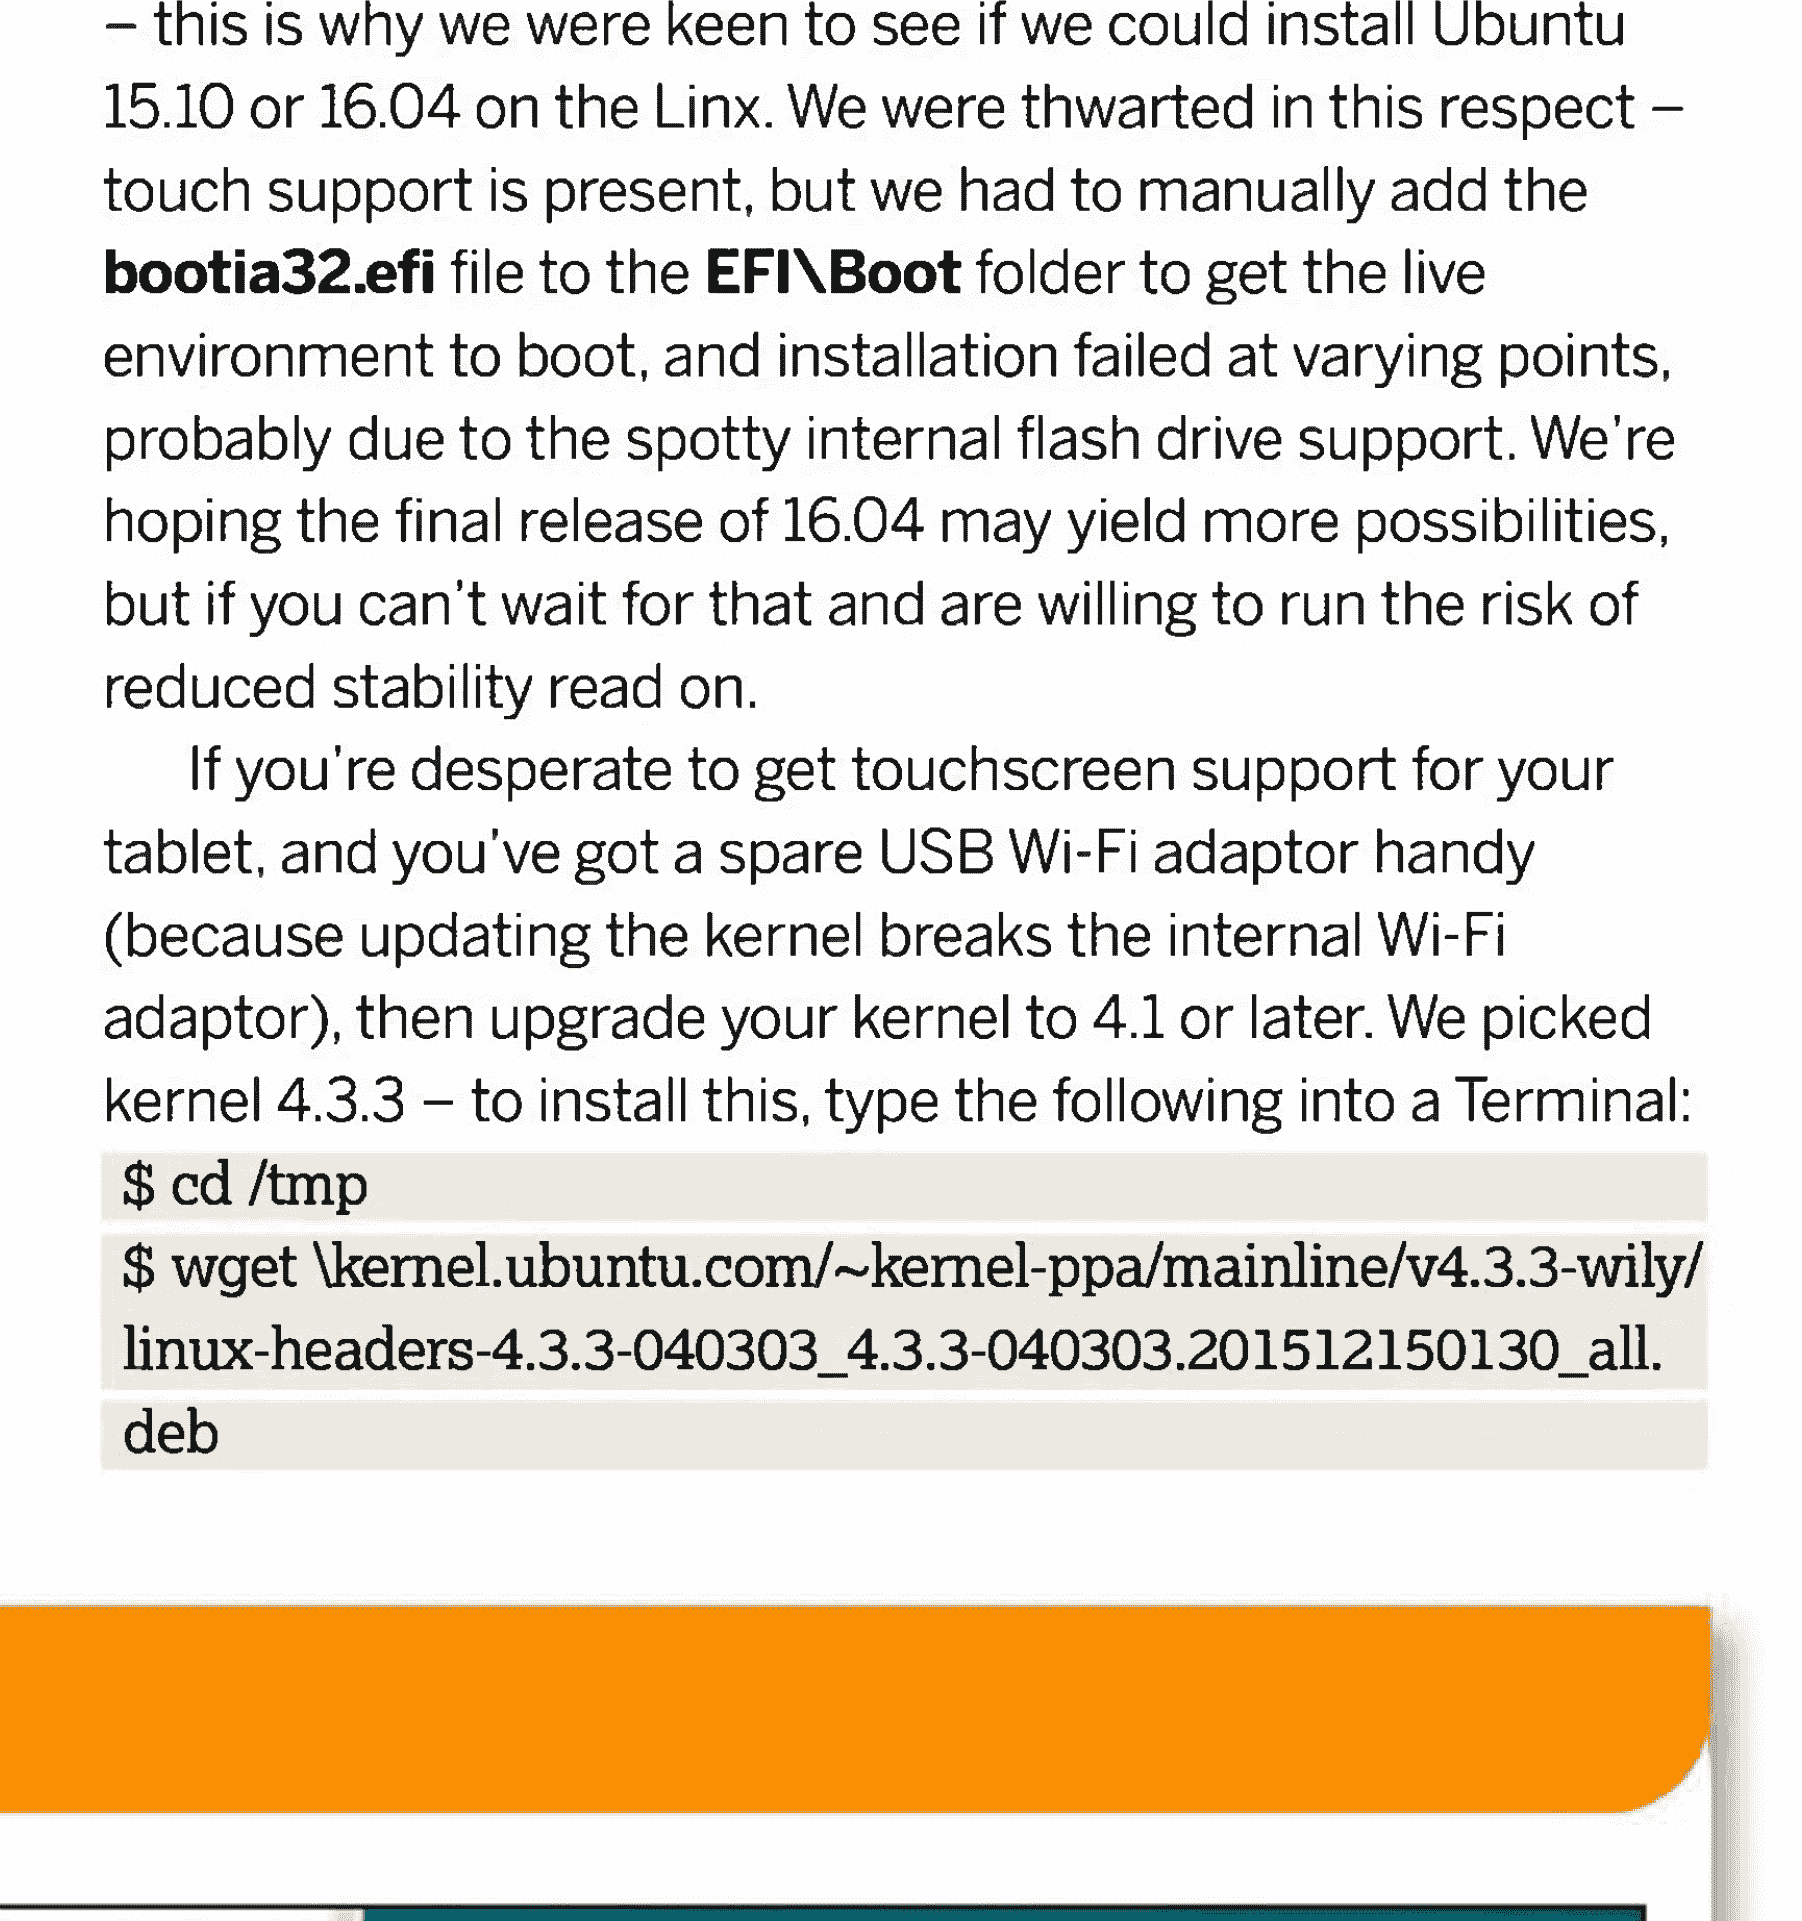 – this is why we were keen to see if we could install Ubuntu
15.10 or 16.04 on the Linx. We were thwarted in this respect –
touch support is present, but we had to manually add the
bootia32.efi file to the EFI\Boot folder to get the live
environment to boot, and installation failed at varying points,
probably due to the spotty internal flash drive support. We're
hoping the final release of 16.04 may yield more possibilities,
but if you can't wait for that and are willing to run the risk of
reduced stability read on.
If you're desperate to get touchscreen support for your
tablet, and you've got a spare USB Wi-Fi adaptor handy
(because updating the kernel breaks the internal Wi-Fi
adaptor), then upgrade your kernel to 4.1 or later. We picked
kernel 4.3.3 – to install this, type the following into a Terminal:
$ cd /tmp
$ wget \kernel.ubuntu.com/~kernel-ppa/mainline/v4.3.3-wily/
linux-headers-4.3.3-040303_4.3.3-040303.201512150130_all.
deb